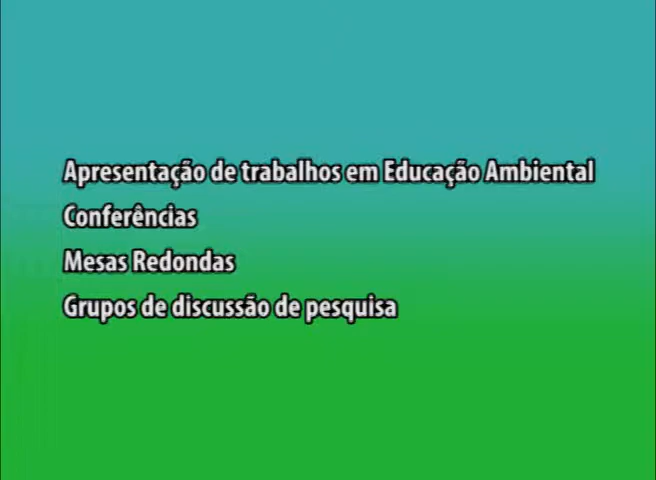 Apresentação de trabalhos em Educação Ambiental
Conferências
Mesas Redondas
Grupos de discussão de pesquisa